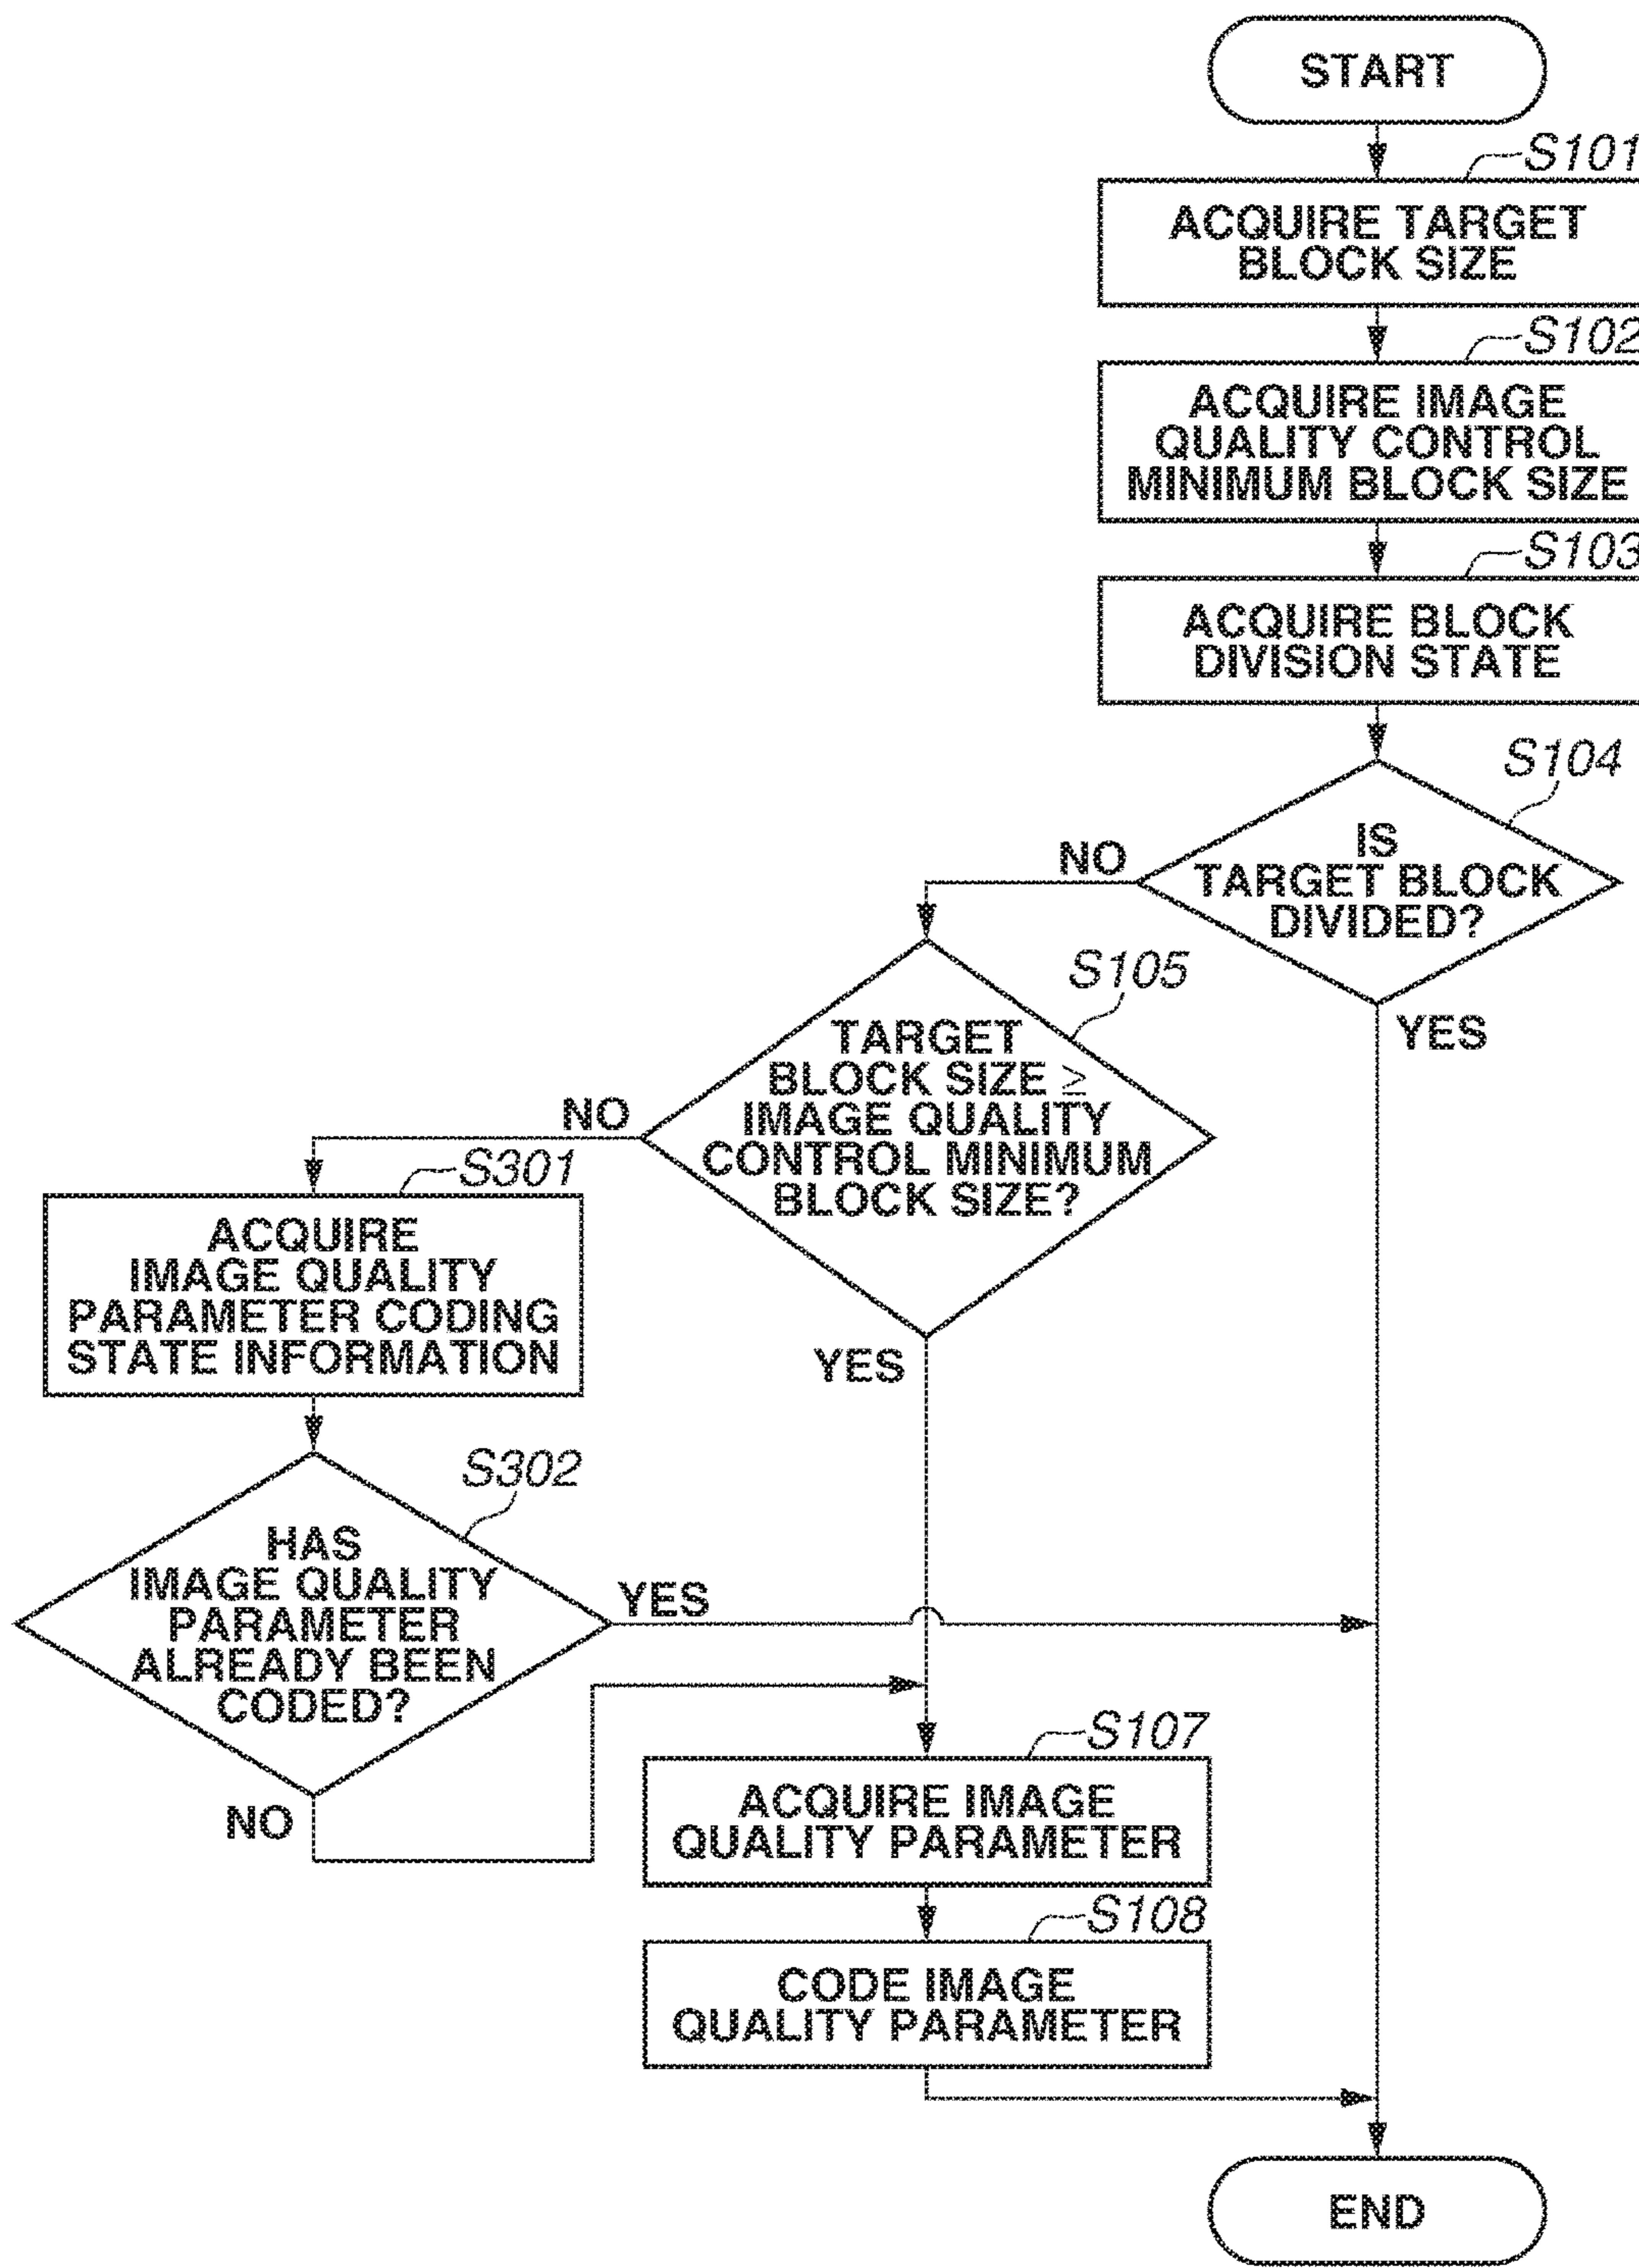 START
S101
ACQUIRE TARGET
BLOCK SIZE
S102
ACQUIRE IMAGE
QUALITY CONTROL
MINIMUM BLOCK SIZE
S103
ACQUIRE BLOCK
DIVISION STATE
S104
IS
TARGET BLOCK
DIVIDED?
NO
YES
S105
TARGET
BLOCK SIZE ≥
IMAGE QUALITY
CONTROL MINIMUM
BLOCK SIZE?
NO
YES
S301
ACQUIRE
IMAGE QUALITY
PARAMETER CODING
STATE INFORMATION
S302
HAS
IMAGE QUALITY
PARAMETER
ALREADY BEEN
CODED?
YES
NO
S107
ACQUIRE IMAGE
QUALITY PARAMETER
S108
CODE IMAGE
QUALITY PARAMETER
END